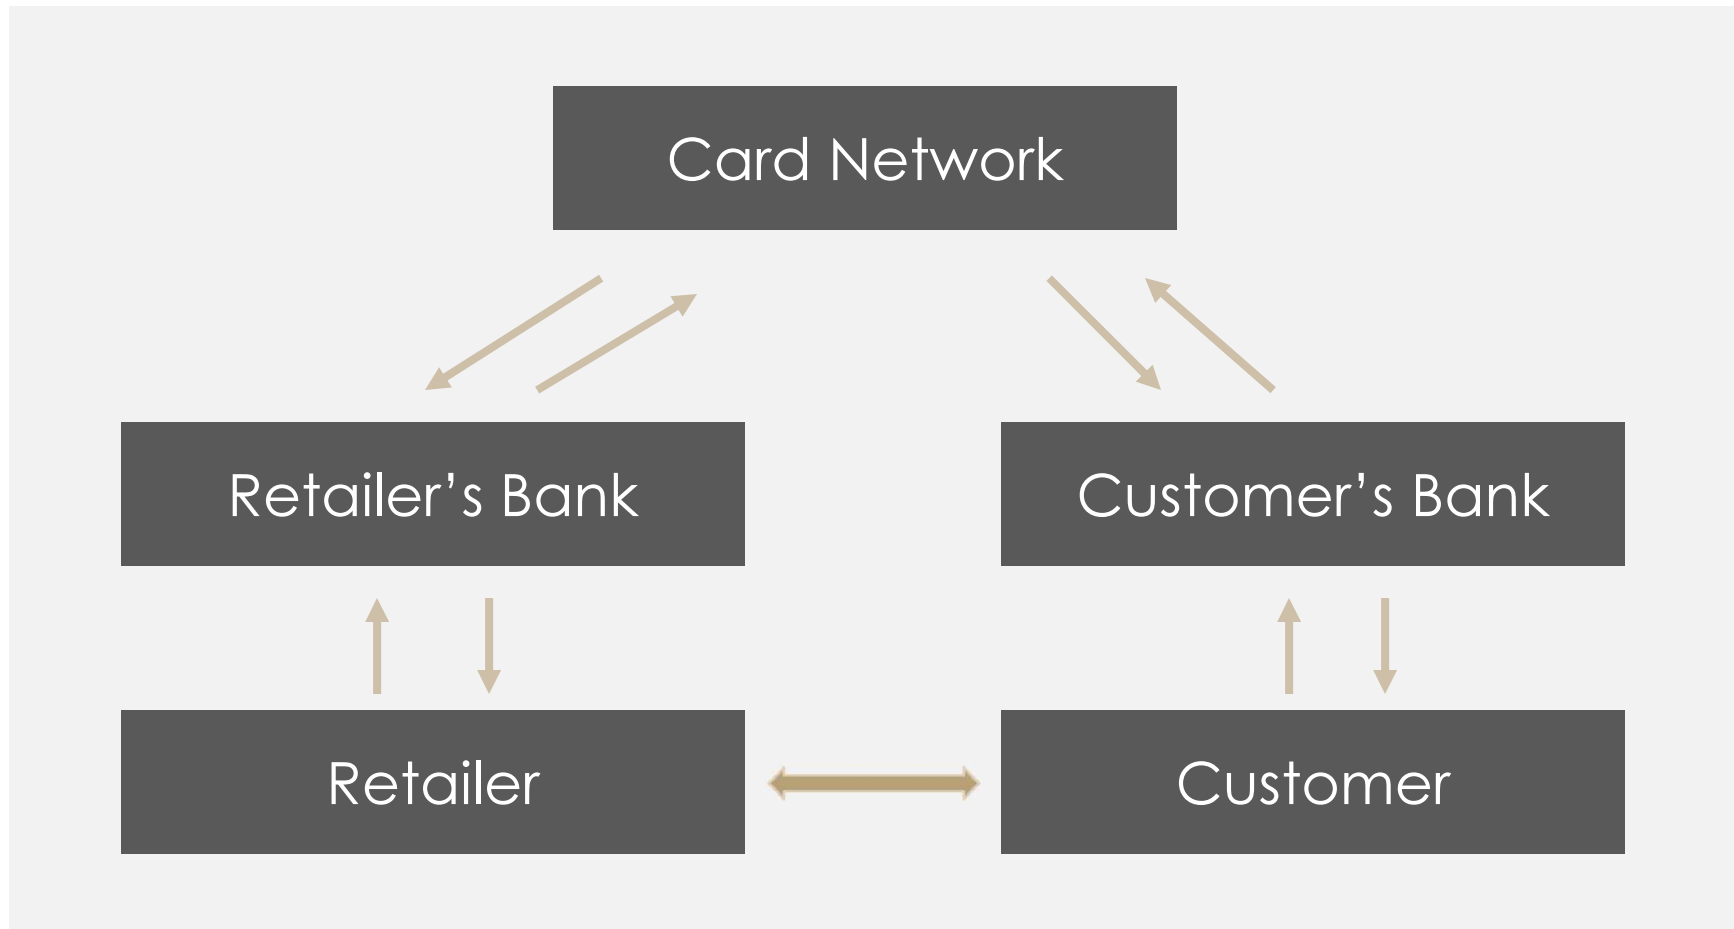 Card Network
Retailer’s Bank
Customer’s Bank
Retailer
Customer